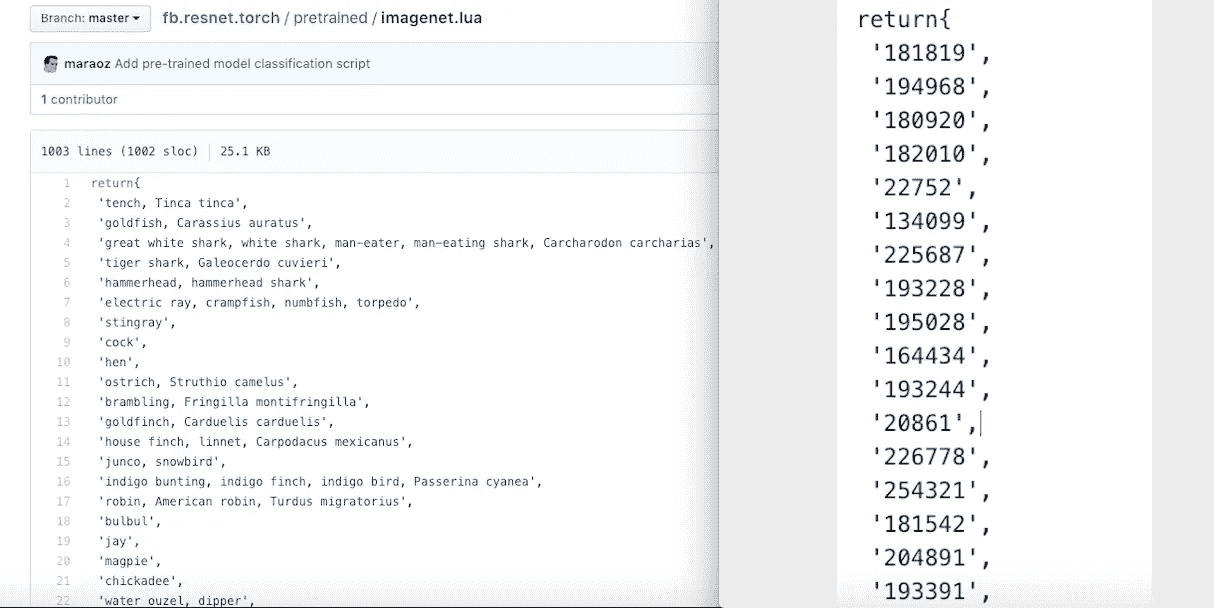 Branch: master fb.resnet.torch / pretrained / imagenet.lua
maraoz Add pre-trained model classification script
1 contributor
1003 lines (1002 sloc) 25.1 KB
1 return{
2 'tench, Tinca tinca',
3 'goldfish, Carassius auratus',
4 'great white shark, white shark, man-eater, man-eating shark, Carcharodon carcharias',
5 'tiger shark, Galeocerdo cuvieri',
6 'hammerhead, hammerhead shark',
7 'electric ray, crampfish, numbfish, torpedo',
8 'stingray',
9 'cock',
10 'hen',
11 'ostrich, Struthio camelus',
12 'brambling, Fringilla montifringilla',
13 'goldfinch, Carduelis carduelis',
14 'house finch, linnet, Carpodacus mexicanus',
15 'junco, snowbird',
16 'indigo bunting, indigo finch, indigo bird, Passerina cyanea',
17 'robin, American robin, Turdus migratorius',
18 'bulbul',
19 'jay',
20 'magpie',
21 'chickadee',
22 'water ouzel, dipper',
return{
'181819',
'194968',
'180920',
'182010',
'22752',
'134099',
'225687',
'193228',
'195028',
'164434',
'193244',
'20861',
'226778',
'254321',
'181542',
'204891',
'193391',